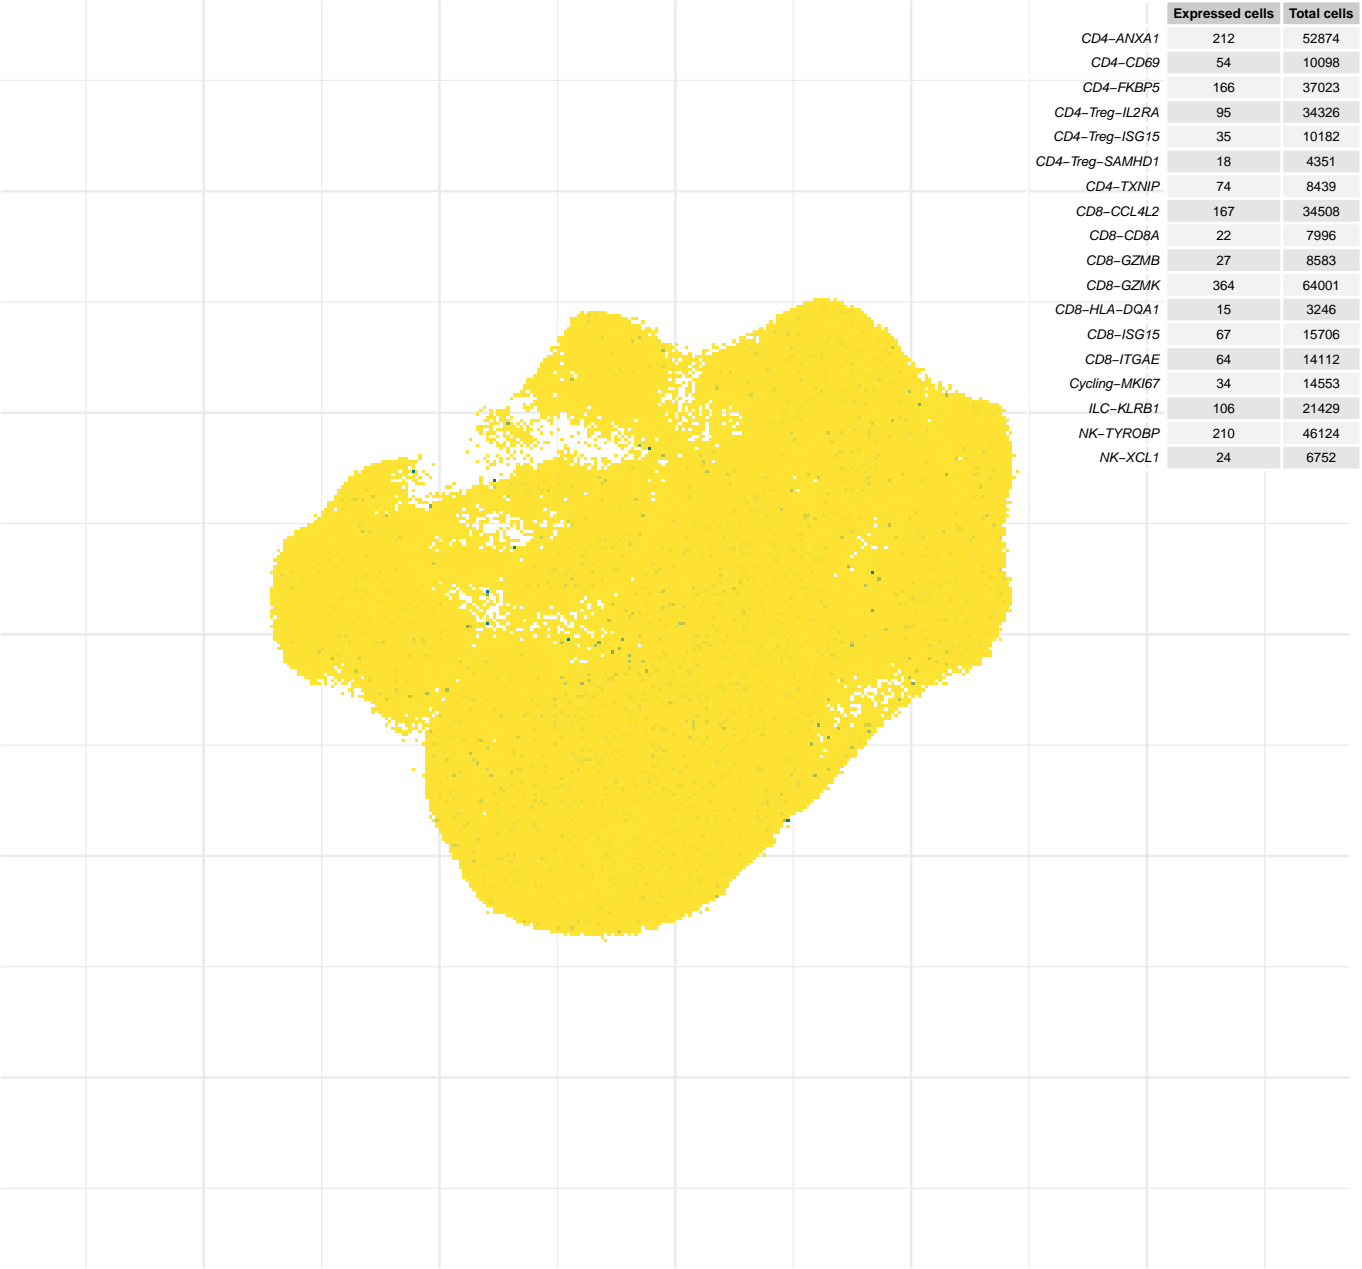 Expressed cells Total cells
CD4−ANXA1 212 52874
CD4−CD69 54 10098
CD4−FKBP5 166 37023
CD4−Treg−IL2RA 95 34326
CD4−Treg−ISG15 35 10182
CD4−Treg−SAMHD1 18 4351
CD4−TXNIP 74 8439
CD8−CCL4L2 167 34508
CD8−CD8A 22 7996
CD8−GZMB 27 8583
CD8−GZMK 364 64001
CD8−HLA−DQA1 15 3246
CD8−ISG15 67 15706
CD8−ITGAE 64 14112
Cycling−MKI67 34 14553
ILC−KLRB1 106 21429
NK−TYROBP 210 46124
NK−XCL1 24 6752